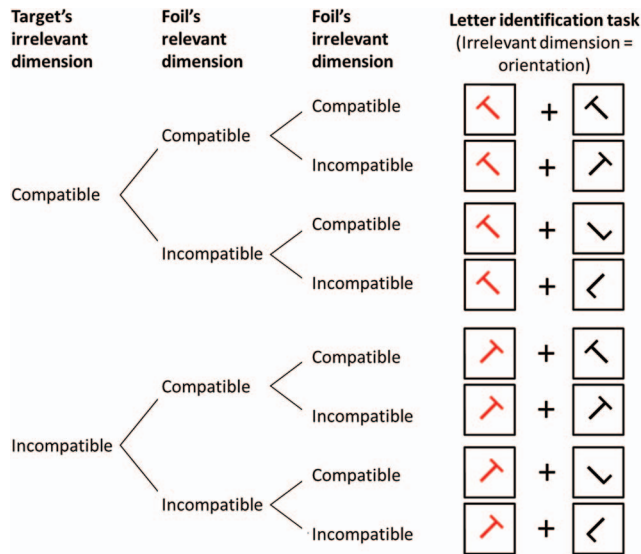 Target's irrelevant dimension
Foil's relevant dimension
Foil's irrelevant dimension
Letter identification task
(Irrelevant dimension =
orientation)
Compatible
Compatible
Compatible
+
Incompatible
+
Incompatible
Compatible
+
Incompatible
+
Incompatible
Compatible
Compatible
+
Incompatible
+
Incompatible
Compatible
+
Incompatible
+